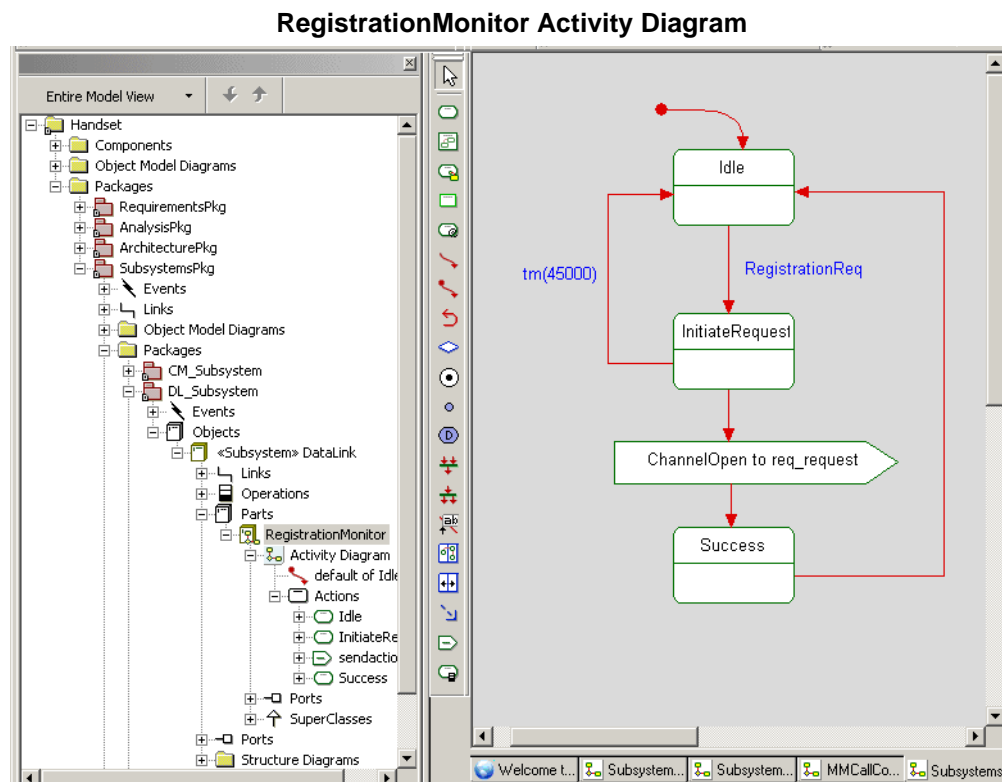 RegistrationMonitor Activity Diagram
Entire Model View
Handset
Components
Object Model Diagrams
Packages
RequirementsPkg
AnalysisPkg
ArchitecturePkg
SubsystemsPkg
Events
Links
Object Model Diagrams
Packages
CM_Subsystem
DL_Subsystem
Events
Objects
«Subsystem» DataLink
Links
Operations
Parts
RegistrationMonitor
Activity Diagram
default of Idle
Actions
Idle
InitiateRe
sendactio
Success
Ports
SuperClasses
Ports
Structure Diagrams
D
ab
Idle
tm(45000)
RegistrationReq
InitiateRequest
ChannelOpen to req_request
Success
Welcome t...
Subsystem...
Subsystem...
MMCallCo...
Subsystems